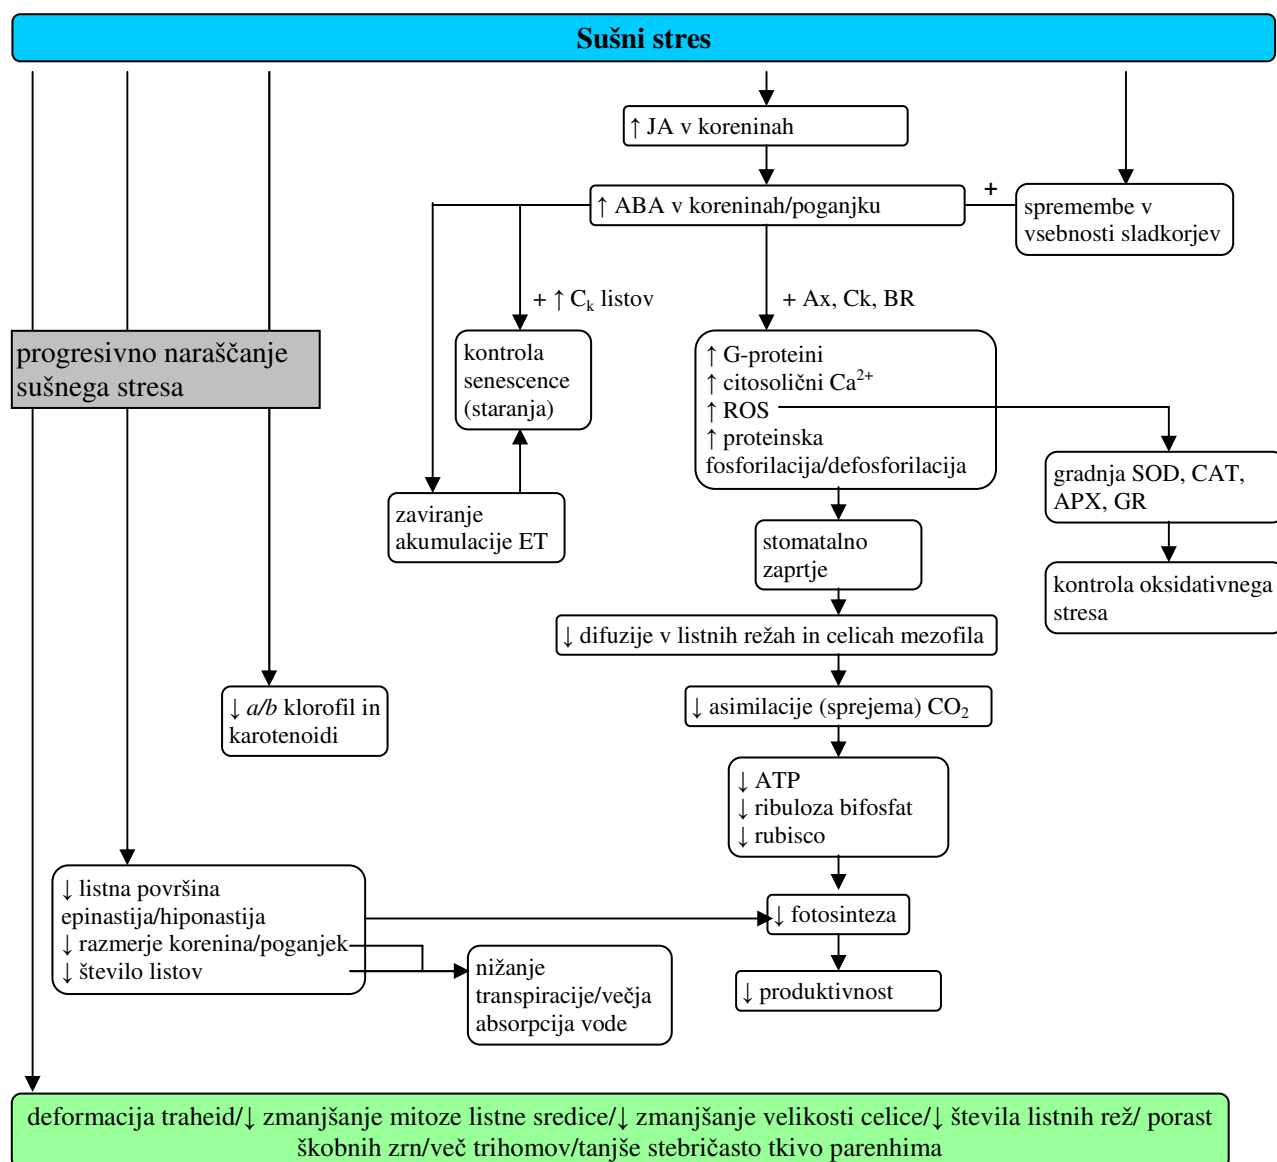 Sušni stres
↑ JA v koreninah
↑ ABA v koreninah/poganjku
+
spremembe v
vsebnosti sladkorjev
+ ↑ Cₖ listov
+ Ax, Ck, BR
progresivno naraščanje
sušnega stresa
kontrola
senescence
(staranja)
↑ G-proteini
↑ citosolični Ca²⁺
↑ ROS
↑ proteinska
fosforilacija/defosforilacija
gradnja SOD, CAT,
APX, GR
zaviranje
akumulacije ET
stomatalno
zaprtje
kontrola oksidativnega
stresa
↓ difuzije v listnih režah in celicah mezofila
↓ a/b klorofil in
karotenoidi
↓ asimilacije (sprejema) CO₂
↓ ATP
↓ ribuloza bifosfat
↓ rubisco
↓ listna površina
epinastija/hiponastija
↓ razmerje korenina/poganjek
↓ število listov
↓ fotosinteza
nižanje
transpiracije/večja
absorpcija vode
↓ produktivnost
deformacija traheid/↓ zmanjšanje mitoze listne sredice/↓ zmanjšanje velikosti celice/↓ števila listnih rež/ porast
škobnih zrn/več trihomov/tanjše stebričasto tkivo parenhima